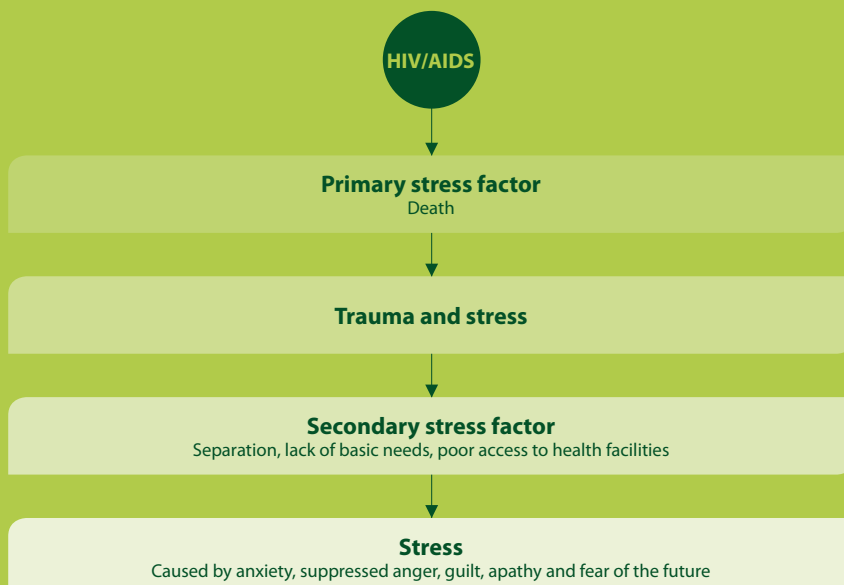 HIV/AIDS
Primary stress factor
Death
Trauma and stress
Secondary stress factor
Separation, lack of basic needs, poor access to health facilities
Stress
Caused by anxiety, suppressed anger, guilt, apathy and fear of the future